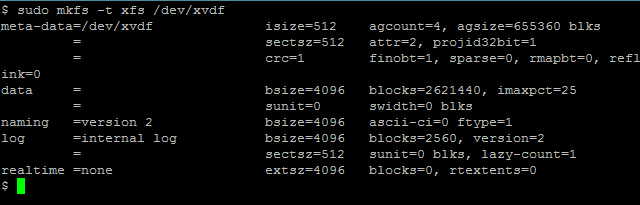 $ sudo mkfs -t xfs /dev/xvdf
meta-data=/dev/xvdf              isize=512    agcount=4, agsize=655360 blks
         =                       sectsz=512   attr=2, projid32bit=1
         =                       crc=1        finobt=1, sparse=0, rmapbt=0, refl
ink=0
data     =                       bsize=4096   blocks=2621440, imaxpct=25
         =                       sunit=0      swidth=0 blks
naming   =version 2              bsize=4096   ascii-ci=0 ftype=1
log      =internal log           bsize=4096   blocks=2560, version=2
         =                       sectsz=512   sunit=0 blks, lazy-count=1
realtime =none                   extsz=4096   blocks=0, rtextents=0
$